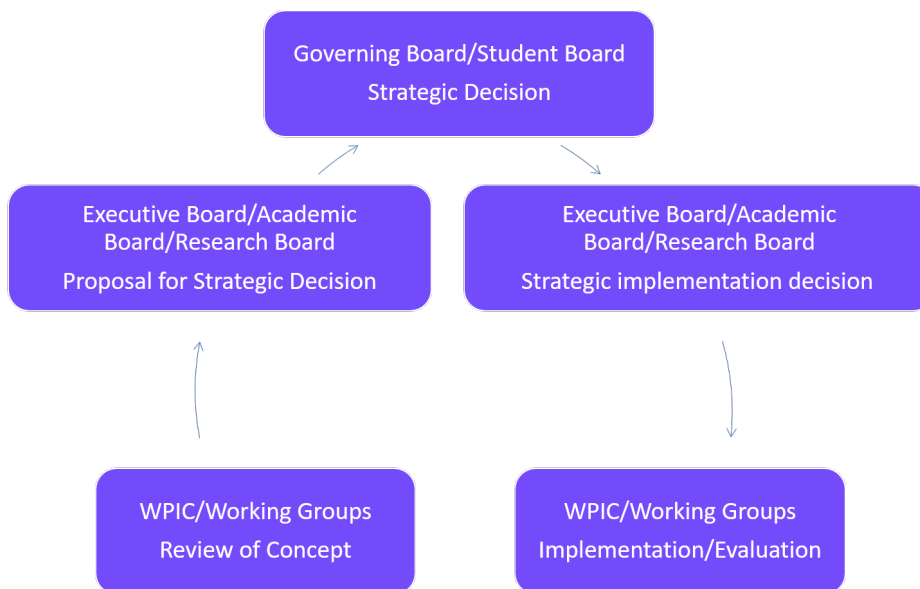 Governing Board/Student Board
Strategic Decision
Executive Board/Academic
Board/Research Board
Proposal for Strategic Decision
Executive Board/Academic
Board/Research Board
Strategic implementation decision
WPIC/Working Groups
Review of Concept
WPIC/Working Groups
Implementation/Evaluation